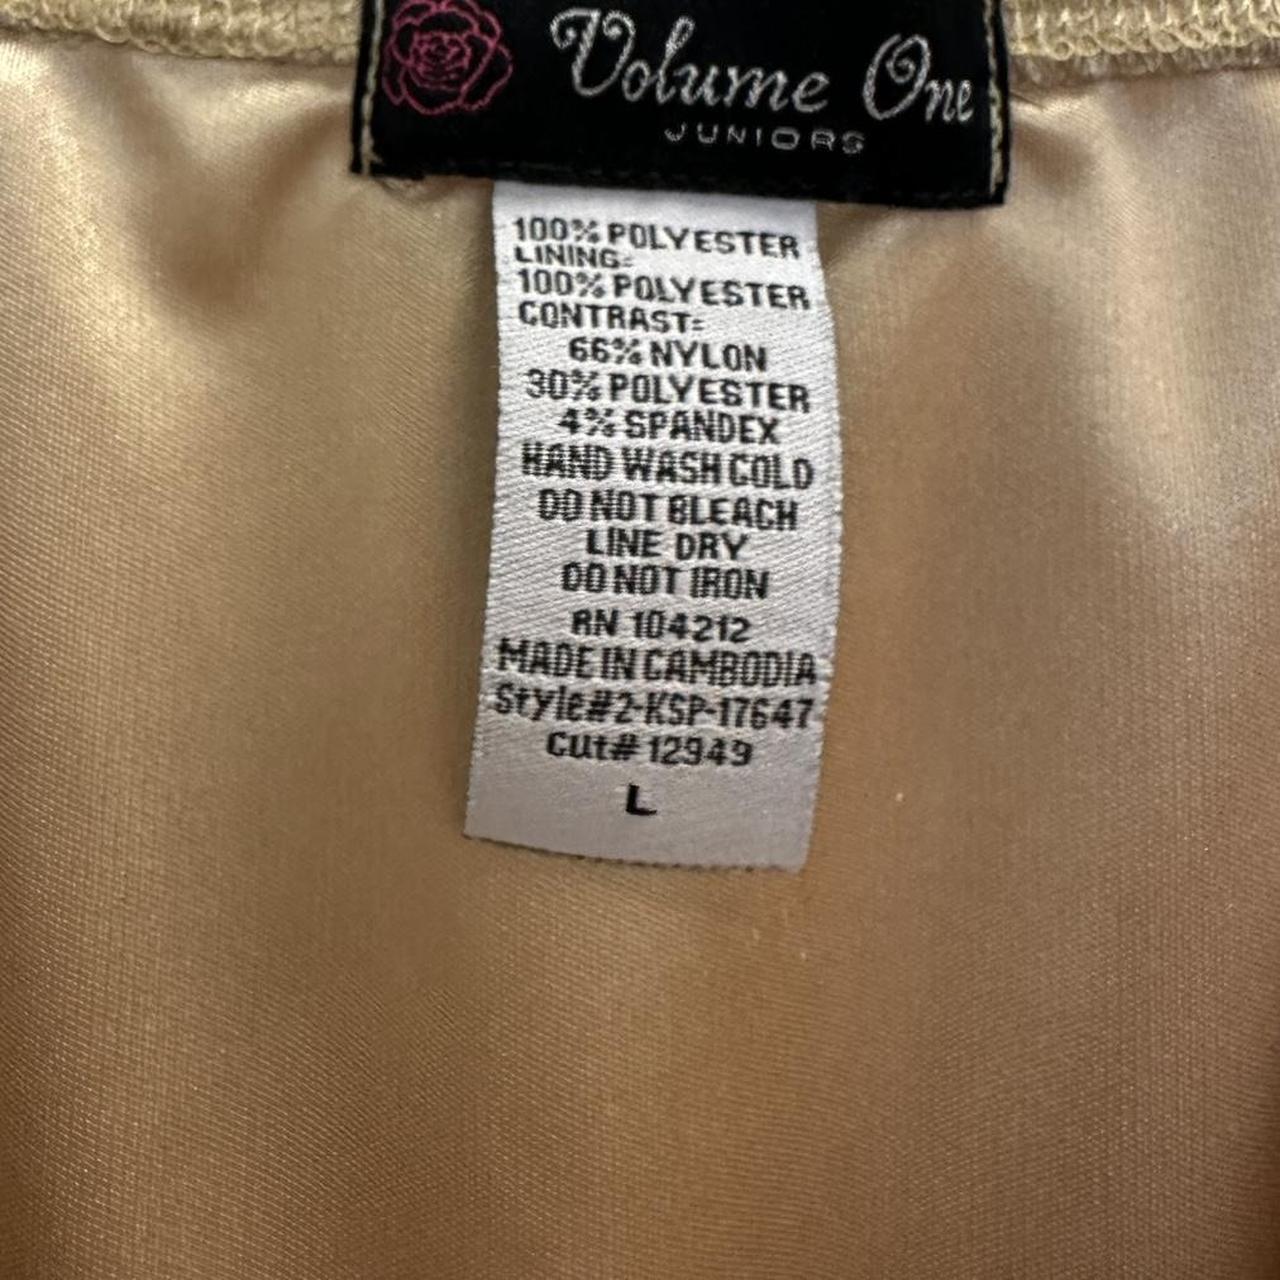 Volume One
JUNIORS
100% POLYESTER
LINING=
100% POLYESTER
CONTRAST=
66% NYLON
30% POLYESTER
4% SPANDEX
HAND WASH COLD
DO NOT BLEACH
LINE DRY
DO NOT IRON
RN 104212
MADE IN CAMBODIA
Style#2-KSP-17647
Cut# 12949
L